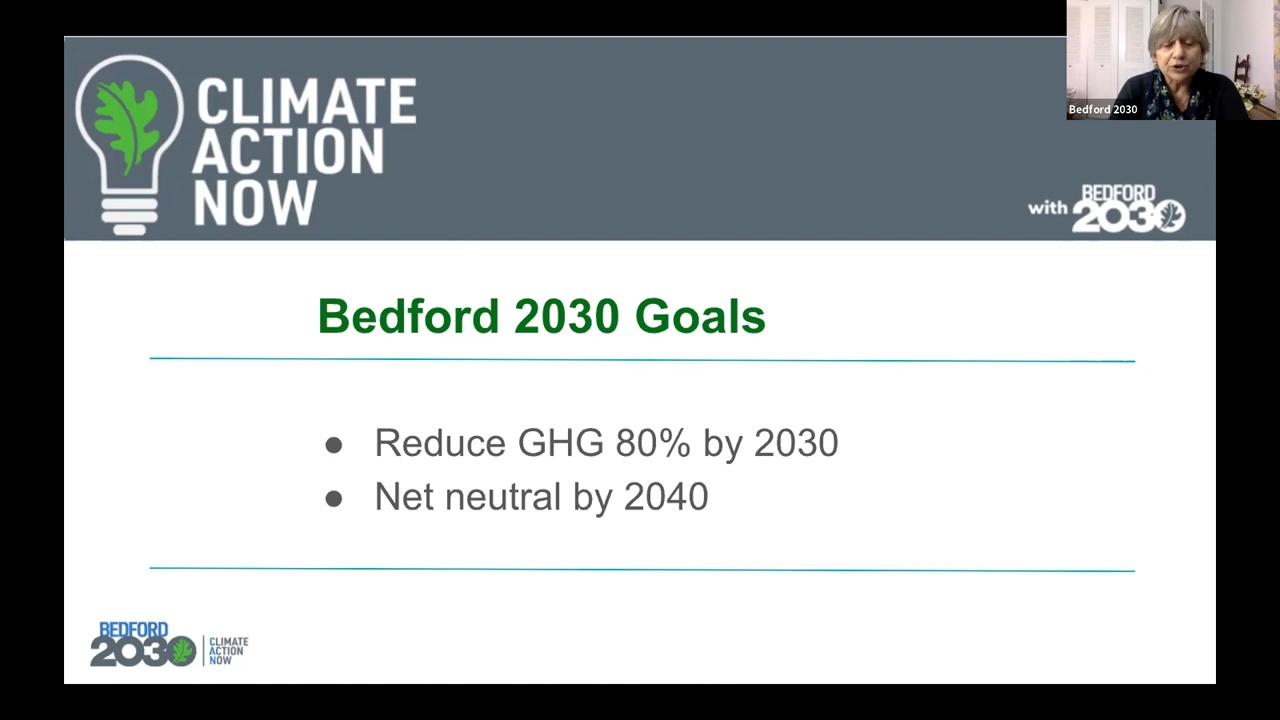 CLIMATE
ACTION
NOW
Bedford 2030
with BEDFORD
2030
Bedford 2030 Goals
● Reduce GHG 80% by 2030
● Net neutral by 2040
BEDFORD
2030
CLIMATE
ACTION
NOW